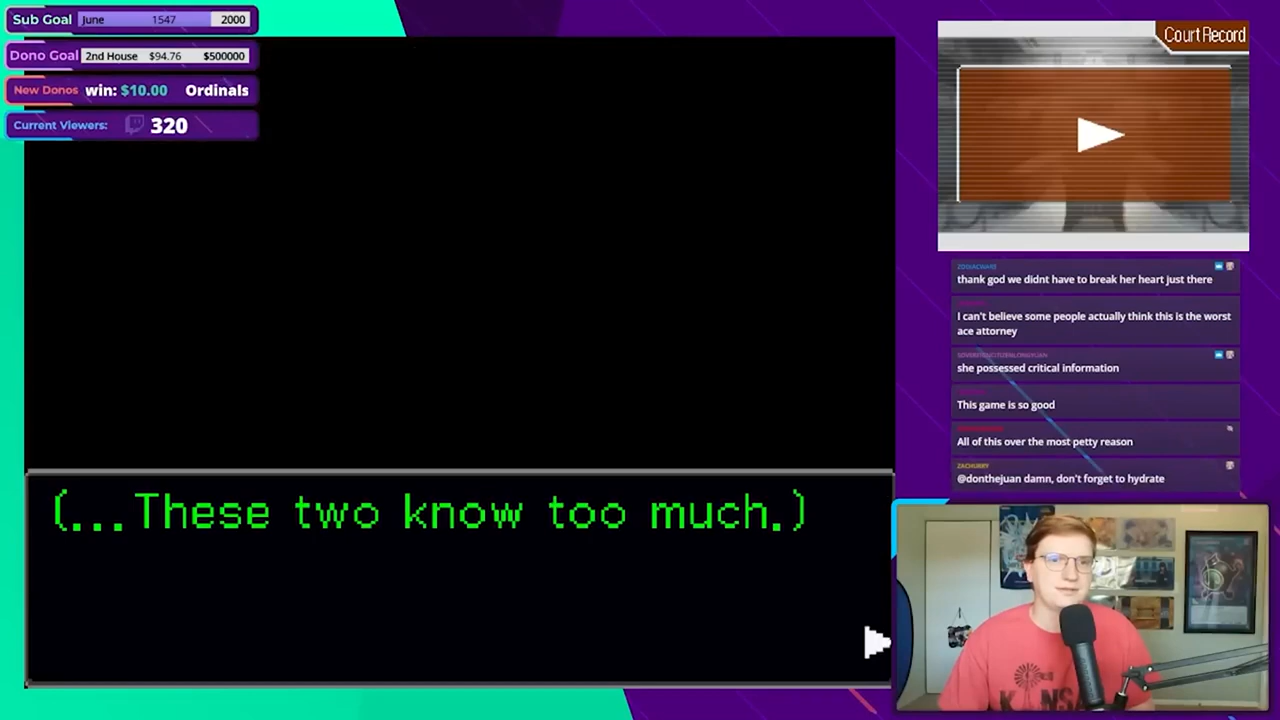 Sub Goal June 1547 2000
Dono Goal 2nd House $94.76 $500000
New Donos win: $10.00 Ordinals
Current Viewers: 320
Court Record
thank god we didnt have to break her heart just there
I can't believe some people actually think this is the worst
ace attorney
she possessed critical information
This game is so good
All of this over the most petty reason
ZACHURRY
@donthejuan damn, don't forget to hydrate
(...These two know too much.)
KANSA